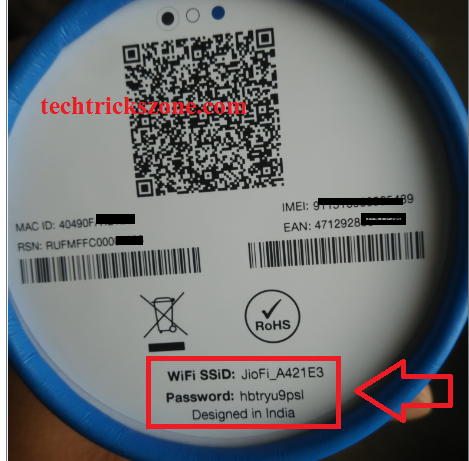 techtrickszone.com
MAC ID: 40490F
IMEI:
RSN: RUFMFFC000
EAN: 4712928
RoHS
WiFi SSiD: JioFi_A421E3
Password: hbtryu9psl
Designed in India